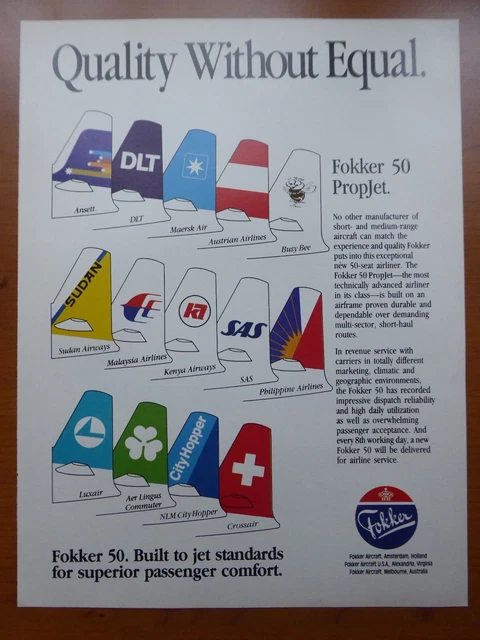 Quality Without Equal.
DLT
Ansett
DLT
Maersk Air
Austrian Airlines
Busy Bee
Fokker 50
PropJet.
No other manufacturer of
short- and medium-range
aircraft can match the
experience and quality Fokker
puts into this exceptional
new 50-seat airliner. The
Fokker 50 PropJet—the most
technically advanced airliner
in its class—is built on an
airframe proven durable and
dependable over demanding
multi-sector, short-haul
routes.
In revenue service with
carriers in totally different
marketing, climatic and
geographic environments,
the Fokker 50 has recorded
impressive dispatch reliability
and high daily utilization
as well as overwhelming
passenger acceptance. And
every 8th working day, a new
Fokker 50 will be delivered
for airline service.
SUDAN
SAS
Sudan Airways
Malaysia Airlines
Kenya Airways
SAS
Philippine Airlines
CityHopper
Luxair
Aer Lingus
Commuter
NLM CityHopper
Crossair
Fokker 50. Built to jet standards
for superior passenger comfort.
Fokker
Fokker Aircraft, Amsterdam, Holland
Fokker Aircraft U.S.A., Alexandria, Virginia
Fokker Aircraft, Melbourne, Australia